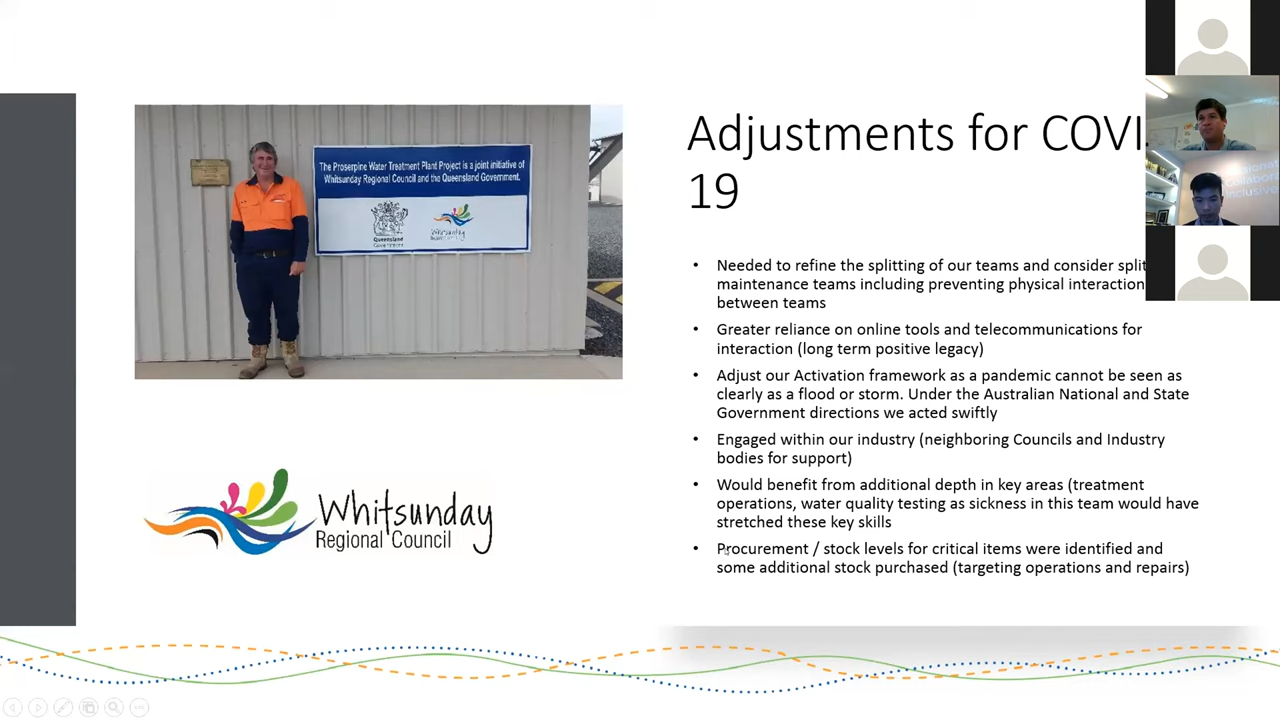 The Proserpine Water Treatment Plant Project is a joint initiative of
Whitsunday Regional Council and the Queensland Government.
Queensland
Government
Whitsunday
Adjustments for COVI
19
• Needed to refine the splitting of our teams and consider split
maintenance teams including preventing physical interaction
between teams
• Greater reliance on online tools and telecommunications for
interaction (long term positive legacy)
• Adjust our Activation framework as a pandemic cannot be seen as
clearly as a flood or storm. Under the Australian National and State
Government directions we acted swiftly
• Engaged within our industry (neighboring Councils and Industry
bodies for support)
• Would benefit from additional depth in key areas (treatment
operations, water quality testing as sickness in this team would have
stretched these key skills
• Procurement / stock levels for critical items were identified and
some additional stock purchased (targeting operations and repairs)
Whitsunday
Regional Council